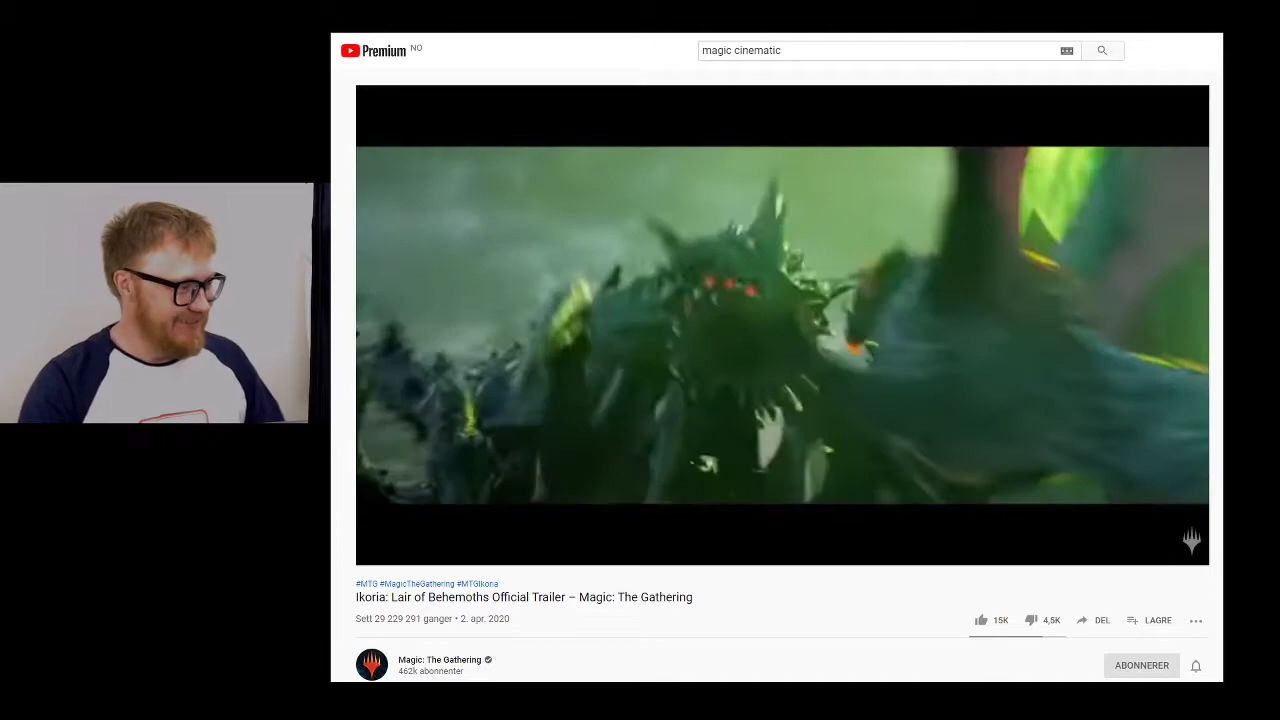 Premium NO
magic cinematic
#MTG #MagicTheGathering #MTGIkoria
Ikoria: Lair of Behemoths Official Trailer – Magic: The Gathering
Sett 29 229 291 ganger • 2. apr. 2020
15K 4,5K DEL LAGRE
Magic: The Gathering
462k abonnenter
ABONNERER